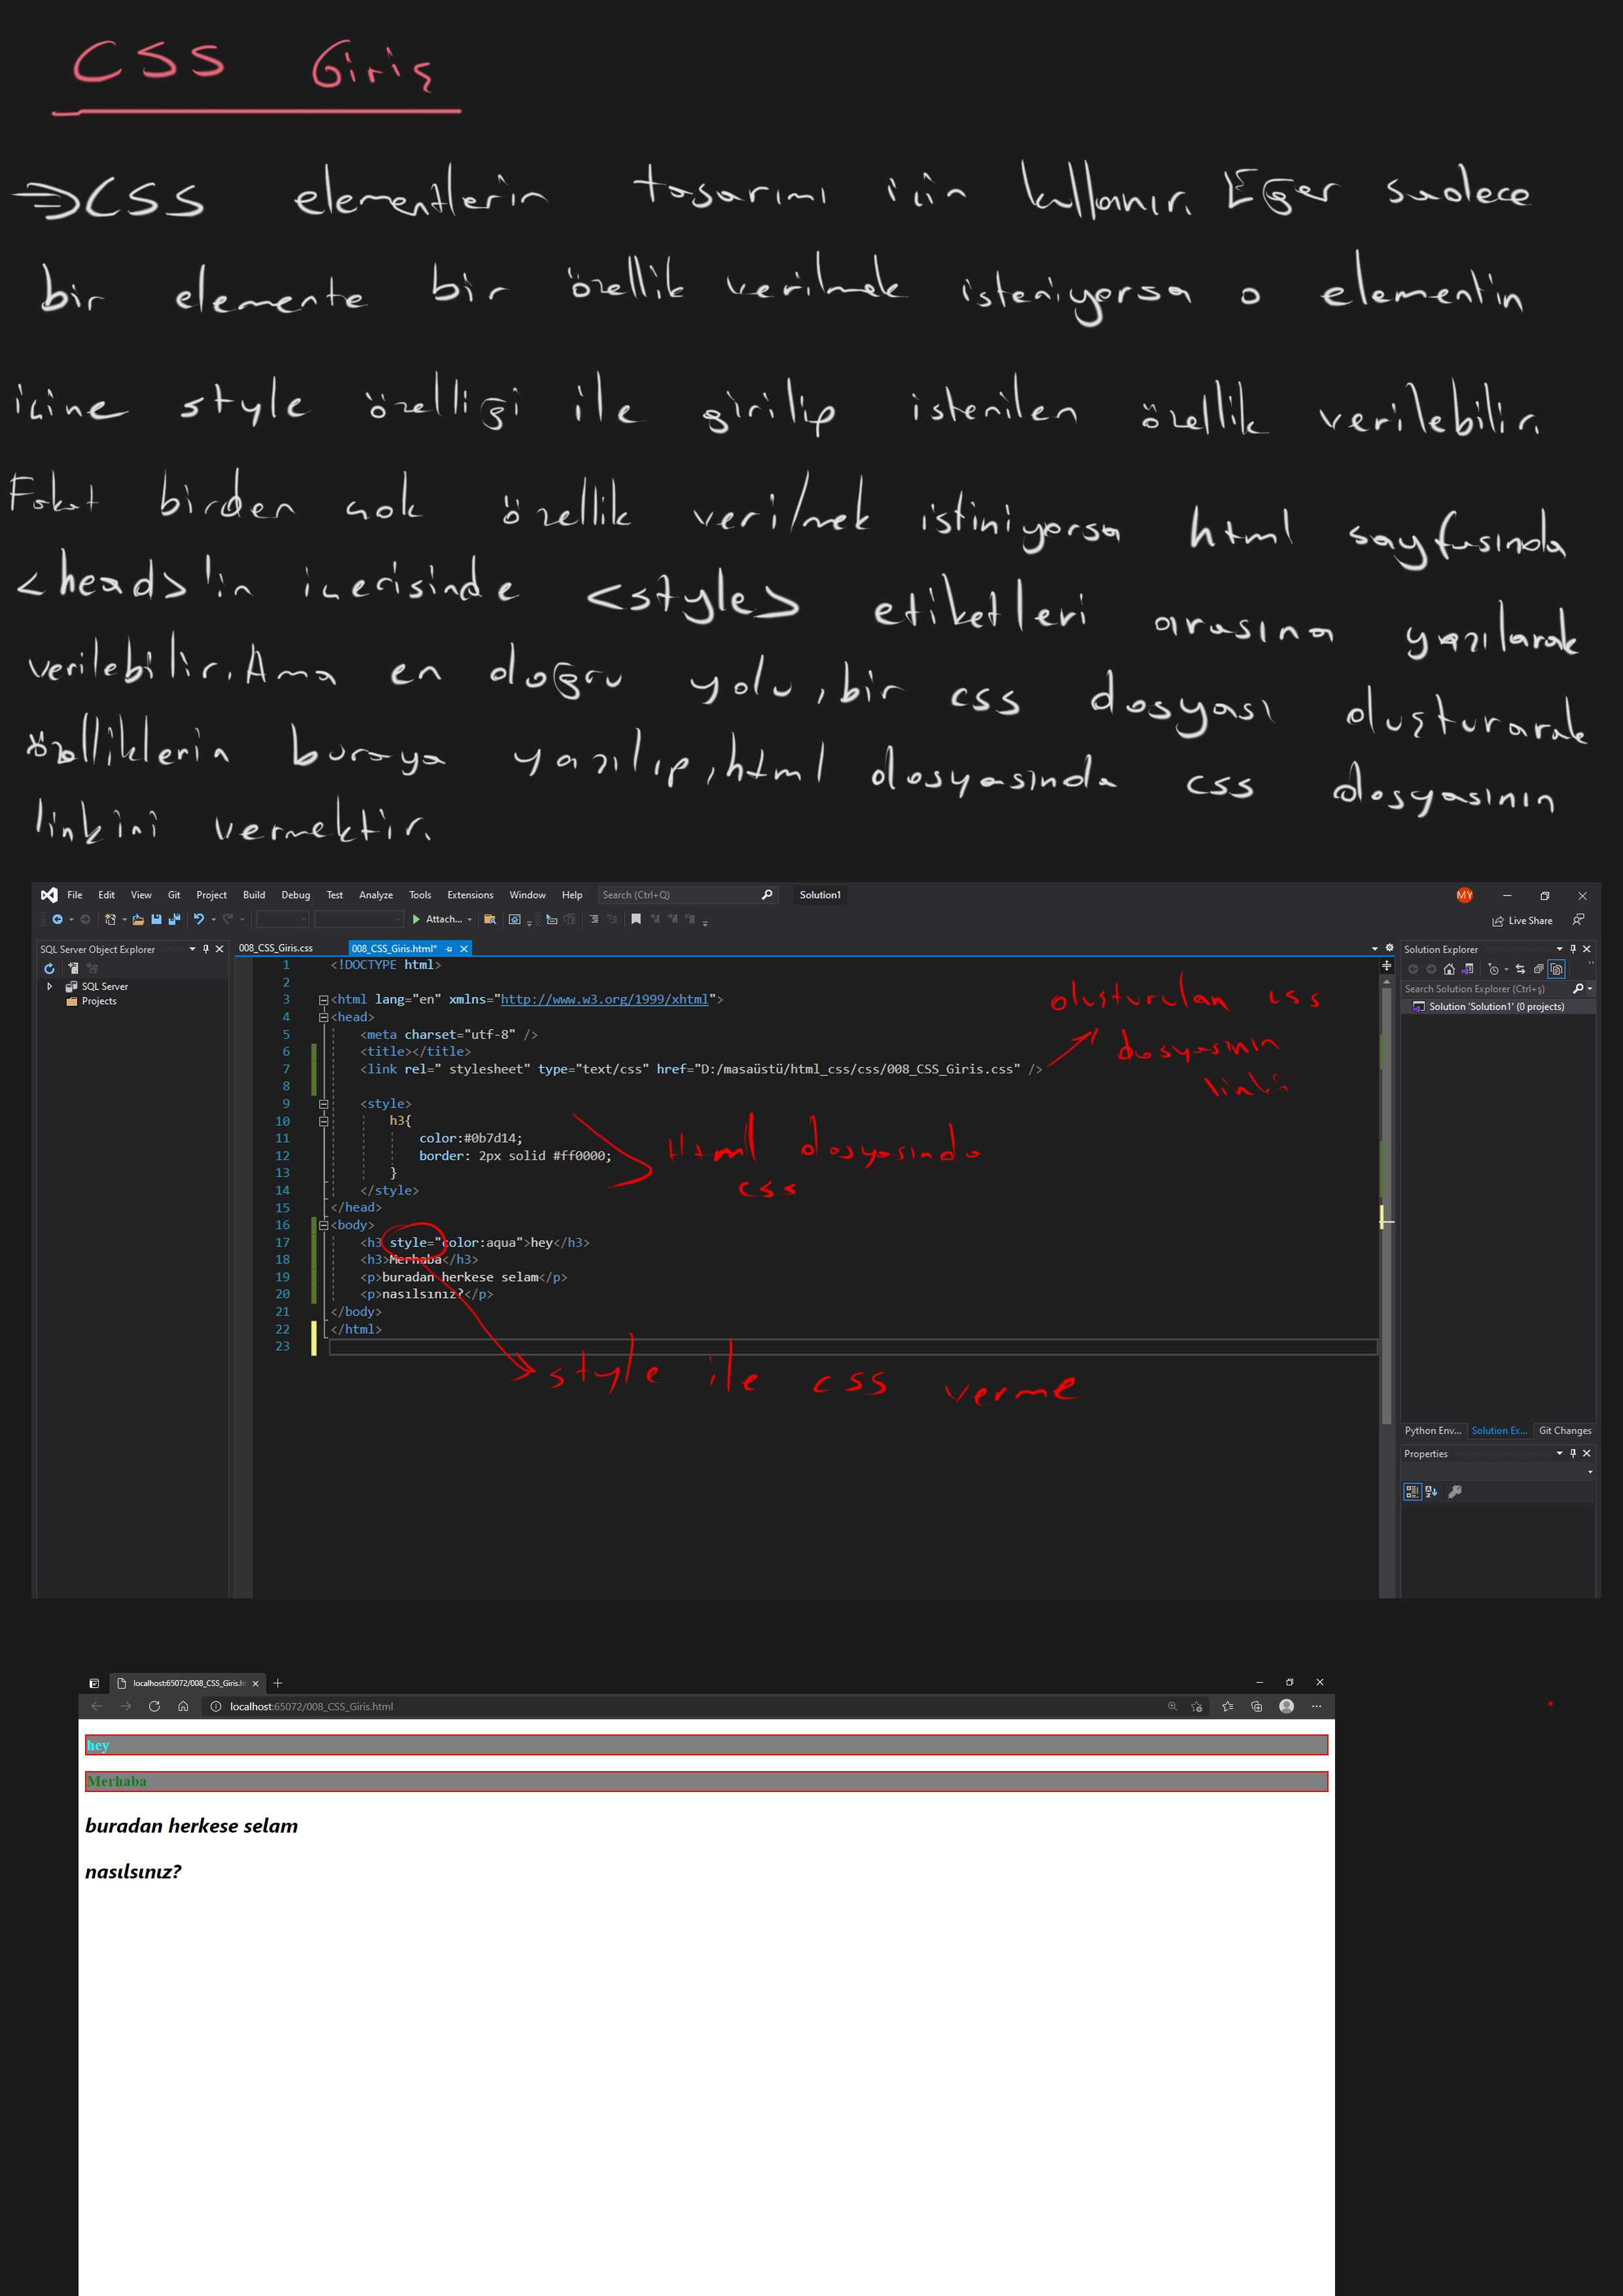 CSS Giriş
⇒CSS elementlerin tasarımı için kullanır. Eğer sadece
bir elemente bir özellik verilmek isteniyorsa o elementin
içine style özelliği ile girilip istenilen özellik verilebilir.
Fakat birden çok özellik verilmek istiniyorsa html sayfasında
<head>'in içerisinde <style> etiketleri arasına yazılarak
verilebilir. Ama en doğru yolu, bir css dosyası oluşturarak
özelliklerin buraya yazılıp, html dosyasında css dosyasının
linkini vermektir.
File Edit View Git Project Build Debug Test Analyze Tools Extensions Window Help Search (Ctrl+Q) Solution1 MY
Attach... Live Share
SQL Server Object Explorer
SQL Server
Projects
008_CSS_Giris.css 008_CSS_Giris.html*
1 <!DOCTYPE html>
2
3 <html lang="en" xmlns="http://www.w3.org/1999/xhtml">
4 <head>
5 <meta charset="utf-8" />
6 <title></title>
7 <link rel=" stylesheet" type="text/css" href="D:/masaüstü/html_css/css/008_CSS_Giris.css" />
8
9 <style>
10 h3{
11 color:#0b7d14;
12 border: 2px solid #ff0000;
13 }
14 </style>
15 </head>
16 <body>
17 <h3 style="color:aqua">hey</h3>
18 <h3>Merhaba</h3>
19 <p>buradan herkese selam</p>
20 <p>nasılsınız?</p>
21 </body>
22 </html>
23
oluşturulan css
dosyasının
linki
Html dosyasında
css
style ile css verme
Solution Explorer
Search Solution Explorer (Ctrl+ş)
Solution 'Solution1' (0 projects)
Python Env... Solution Ex... Git Changes
Properties
localhost:65072/008_CSS_Giris.ht
localhost:65072/008_CSS_Giris.html
hey
Merhaba
buradan herkese selam
nasılsınız?